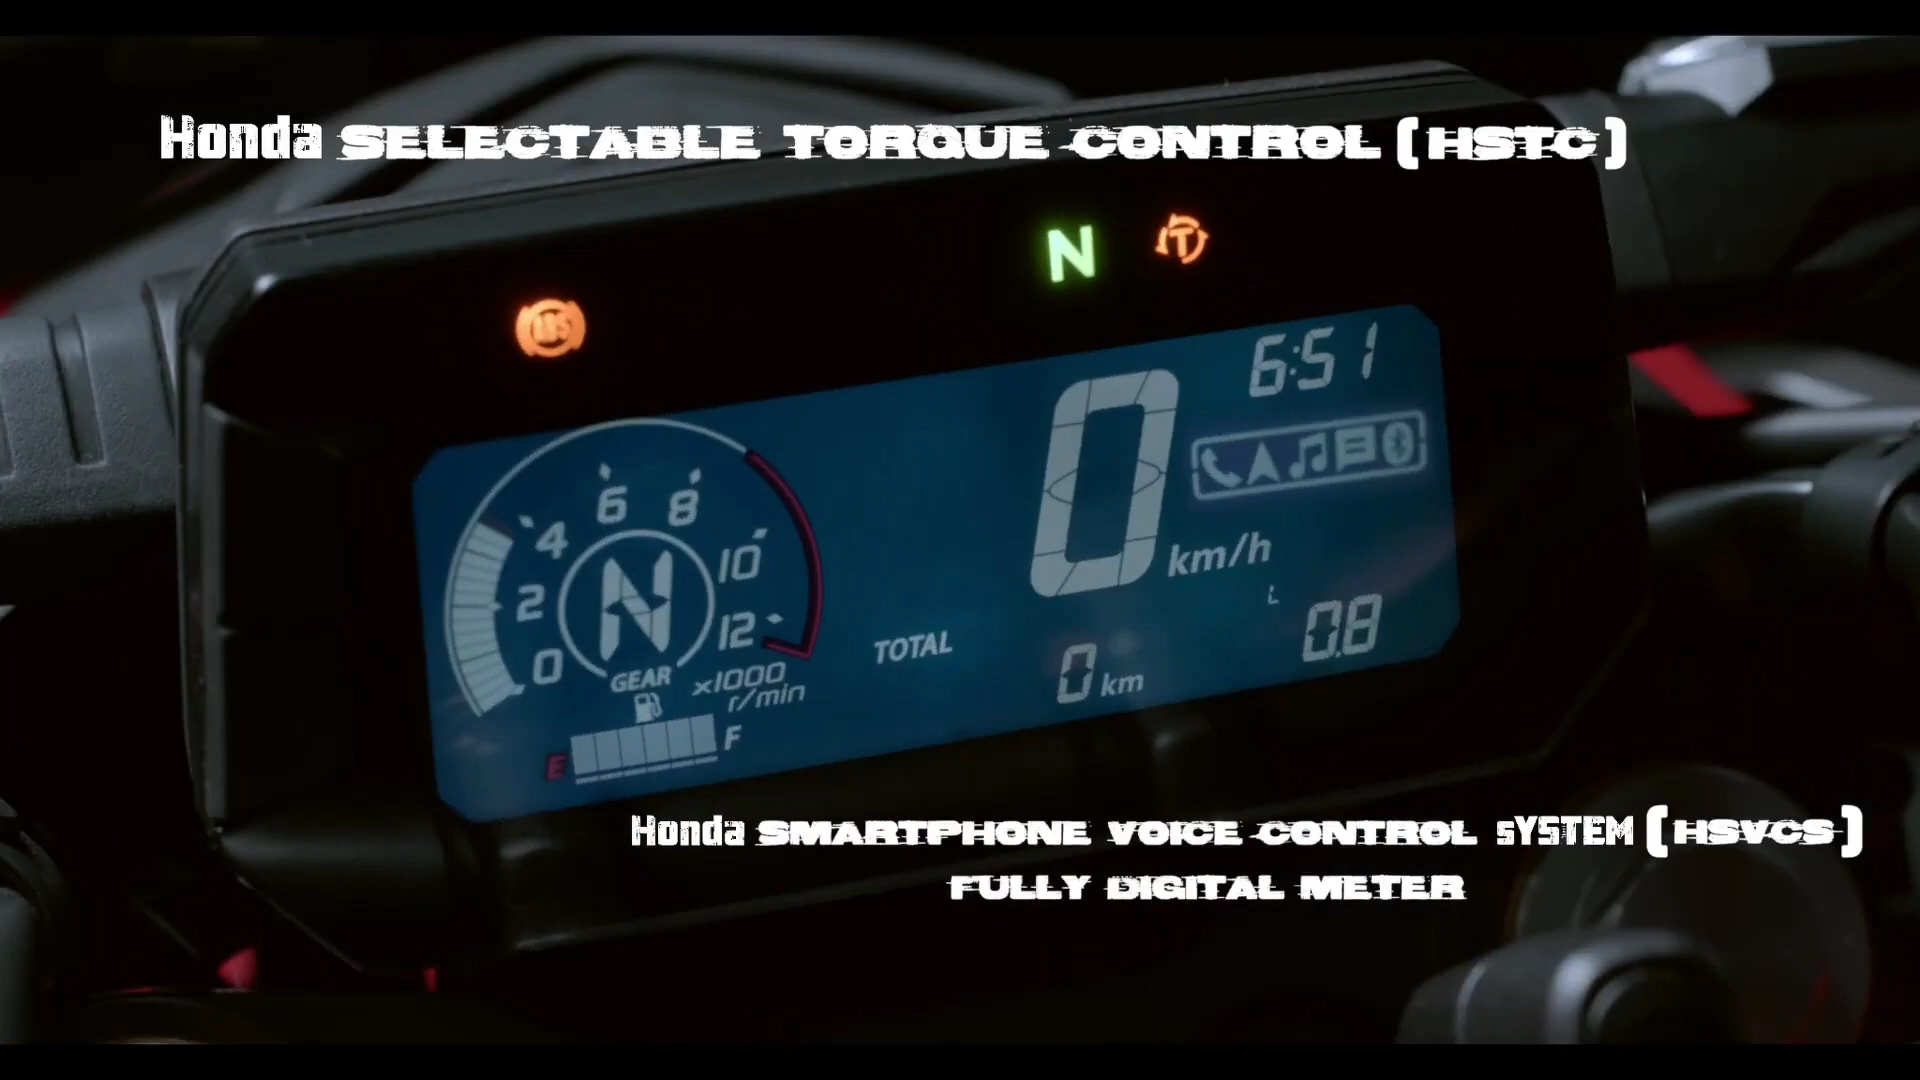 Honda SELECTABLE TORQUE CONTROL (HSTC)
N T
ABS
6:51
0 km/h
0 2 4 6 8 10 12
N
GEAR
x1000
r/min
TOTAL
0 km
L
0.8
E F
Honda SMARTPHONE VOICE CONTROL sYSTEM (HSVCS)
FULLY DIGITAL METER